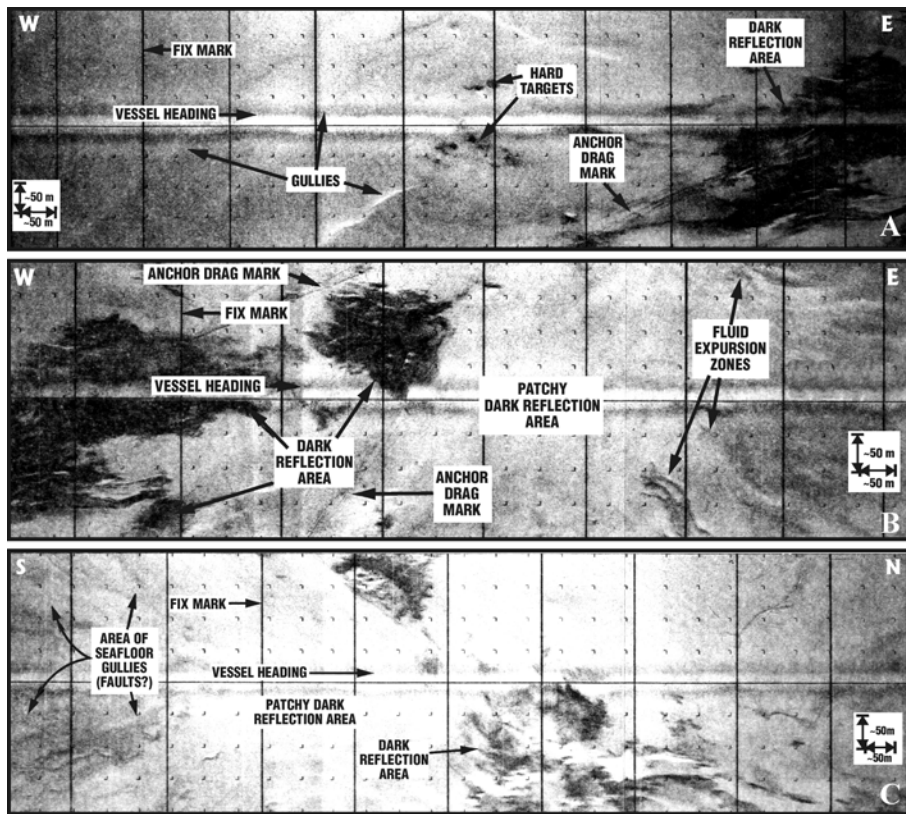 W
E
FIX MARK
DARK
REFLECTION
AREA
HARD
TARGETS
VESSEL HEADING
ANCHOR
DRAG
MARK
GULLIES
~50 m
~50 m
A
W
E
ANCHOR DRAG MARK
FIX MARK
FLUID
EXPURSION
ZONES
VESSEL HEADING
PATCHY
DARK REFLECTION
AREA
DARK
REFLECTION
AREA
ANCHOR
DRAG
MARK
~50 m
~50 m
B
S
N
FIX MARK
AREA OF
SEAFLOOR
GULLIES
(FAULTS?)
VESSEL HEADING
PATCHY DARK
REFLECTION AREA
DARK
REFLECTION
AREA
~50m
~50m
C